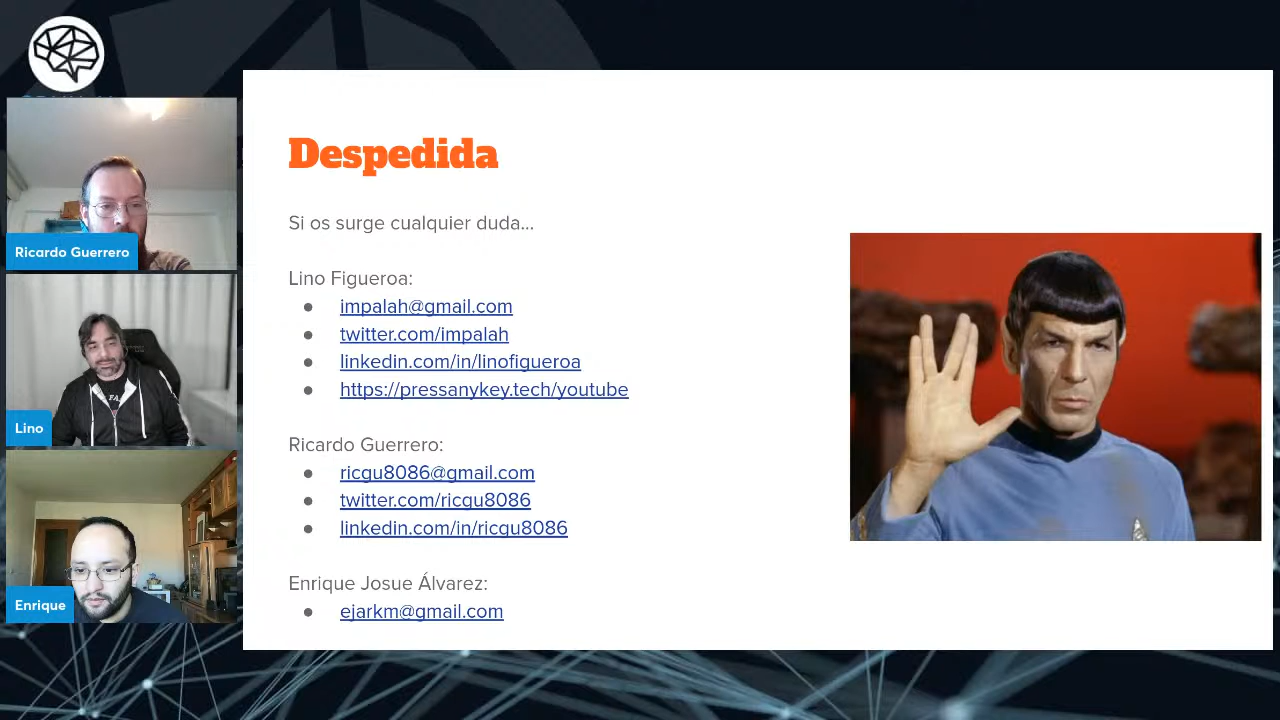 Despedida
Si os surge cualquier duda...
Lino Figueroa:
● impalah@gmail.com
● twitter.com/impalah
● linkedin.com/in/linofigueroa
● https://pressanykey.tech/youtube
Ricardo Guerrero:
● ricgu8086@gmail.com
● twitter.com/ricgu8086
● linkedin.com/in/ricgu8086
Enrique Josue Álvarez:
● ejarkm@gmail.com
Ricardo Guerrero
Lino
Enrique